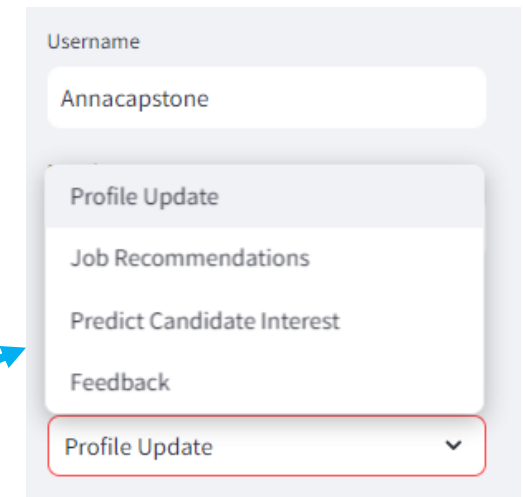 Username
Annacapstone
Profile Update
Job Recommendations
Predict Candidate Interest
Feedback
Profile Update